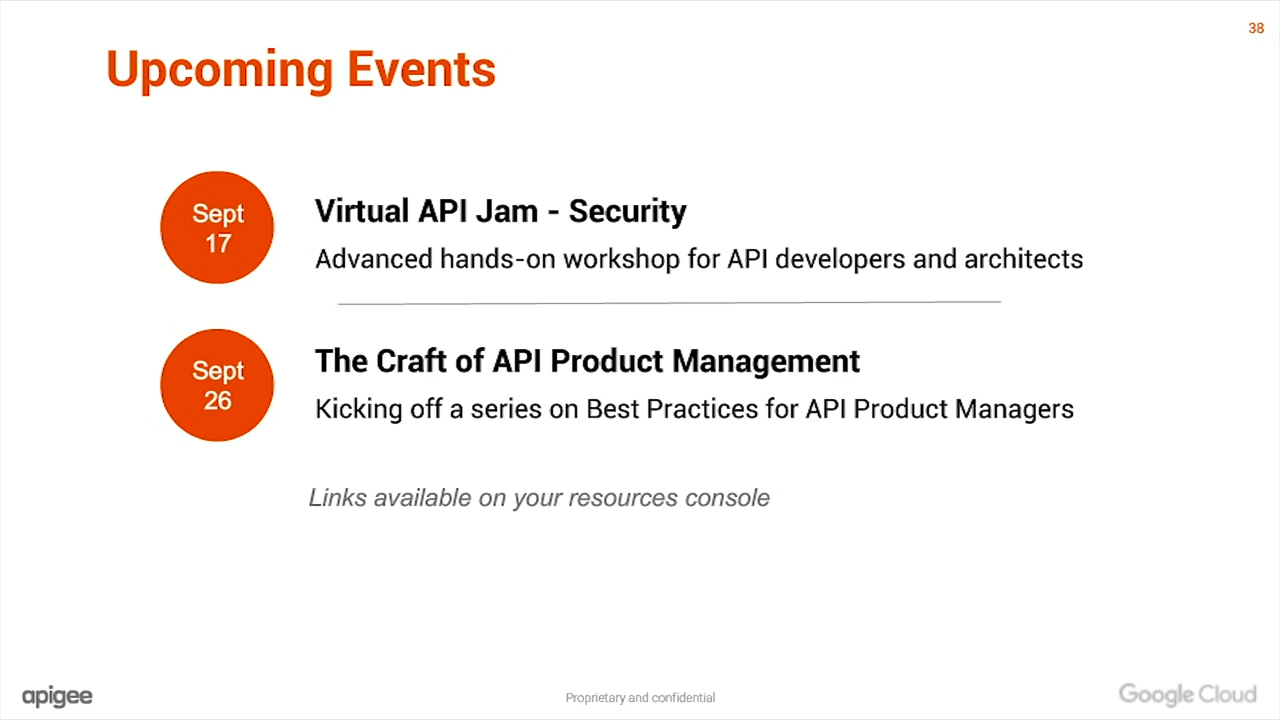 38
Upcoming Events
Sept
17
Virtual API Jam - Security
Advanced hands-on workshop for API developers and architects
Sept
26
The Craft of API Product Management
Kicking off a series on Best Practices for API Product Managers
Links available on your resources console
apigee
Proprietary and confidential
Google Cloud